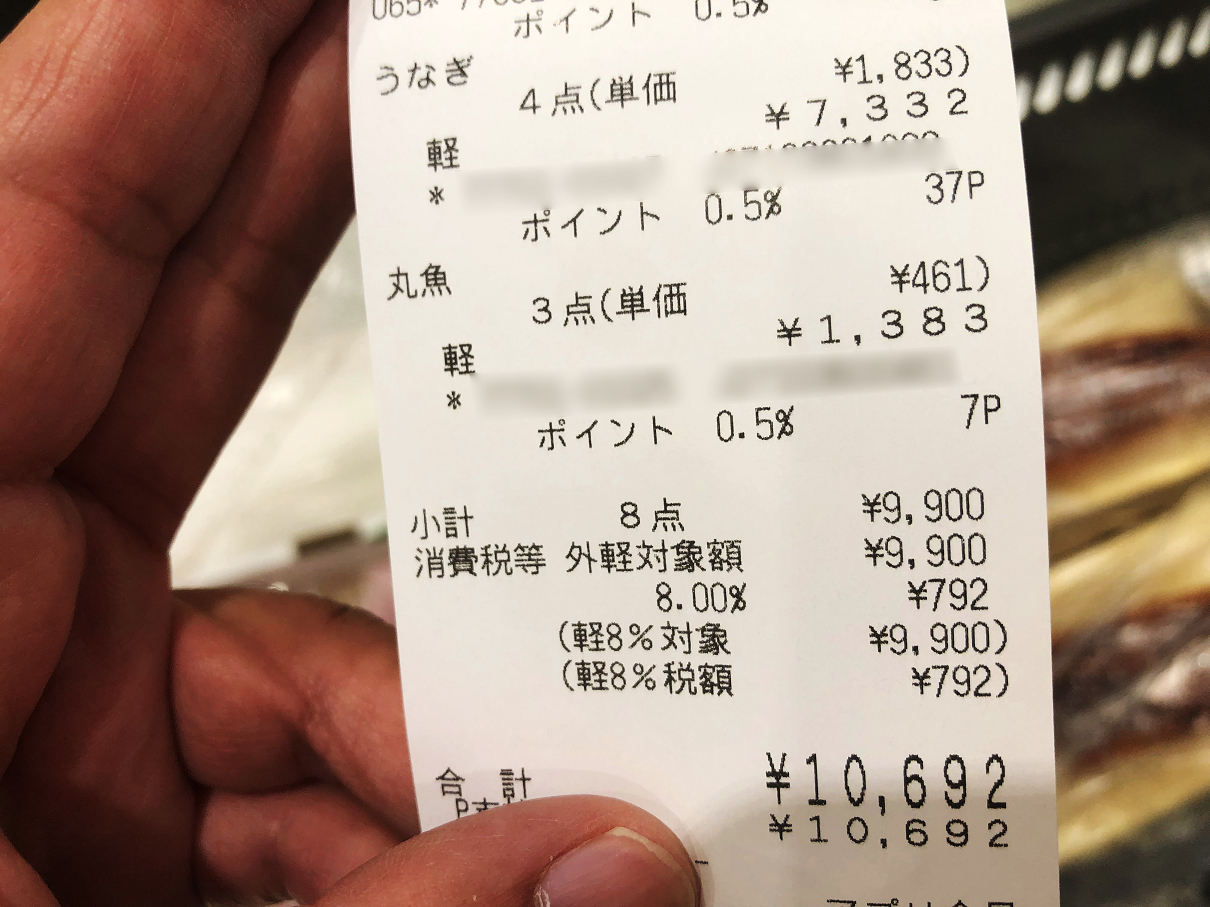 ポイント 0.5%
うなぎ
4点(単価 ¥1,833)
¥7,332
軽
*
ポイント 0.5% 37P
丸魚
3点(単価 ¥461)
¥1,383
軽
*
ポイント 0.5% 7P
小計 8点 ¥9,900
消費税等 外軽対象額 ¥9,900
8.00% ¥792
(軽8%対象 ¥9,900)
(軽8%税額 ¥792)
合計 ¥10,692
¥10,692